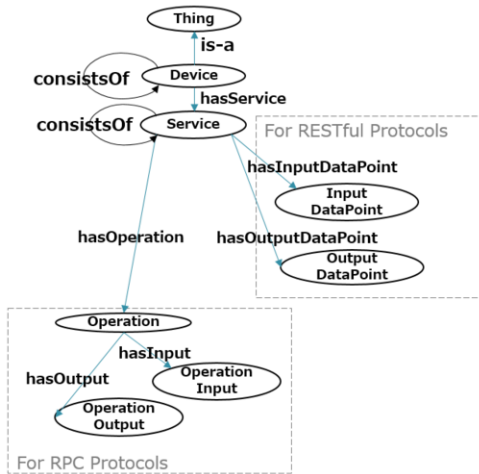 Thing
is-a
Device
consistsOf
hasService
consistsOf
Service
For RESTful Protocols
hasInputDataPoint
Input
DataPoint
hasOperation
hasOutputDataPoint
Output
DataPoint
Operation
hasInput
hasOutput
Operation
Input
Operation
Output
For RPC Protocols